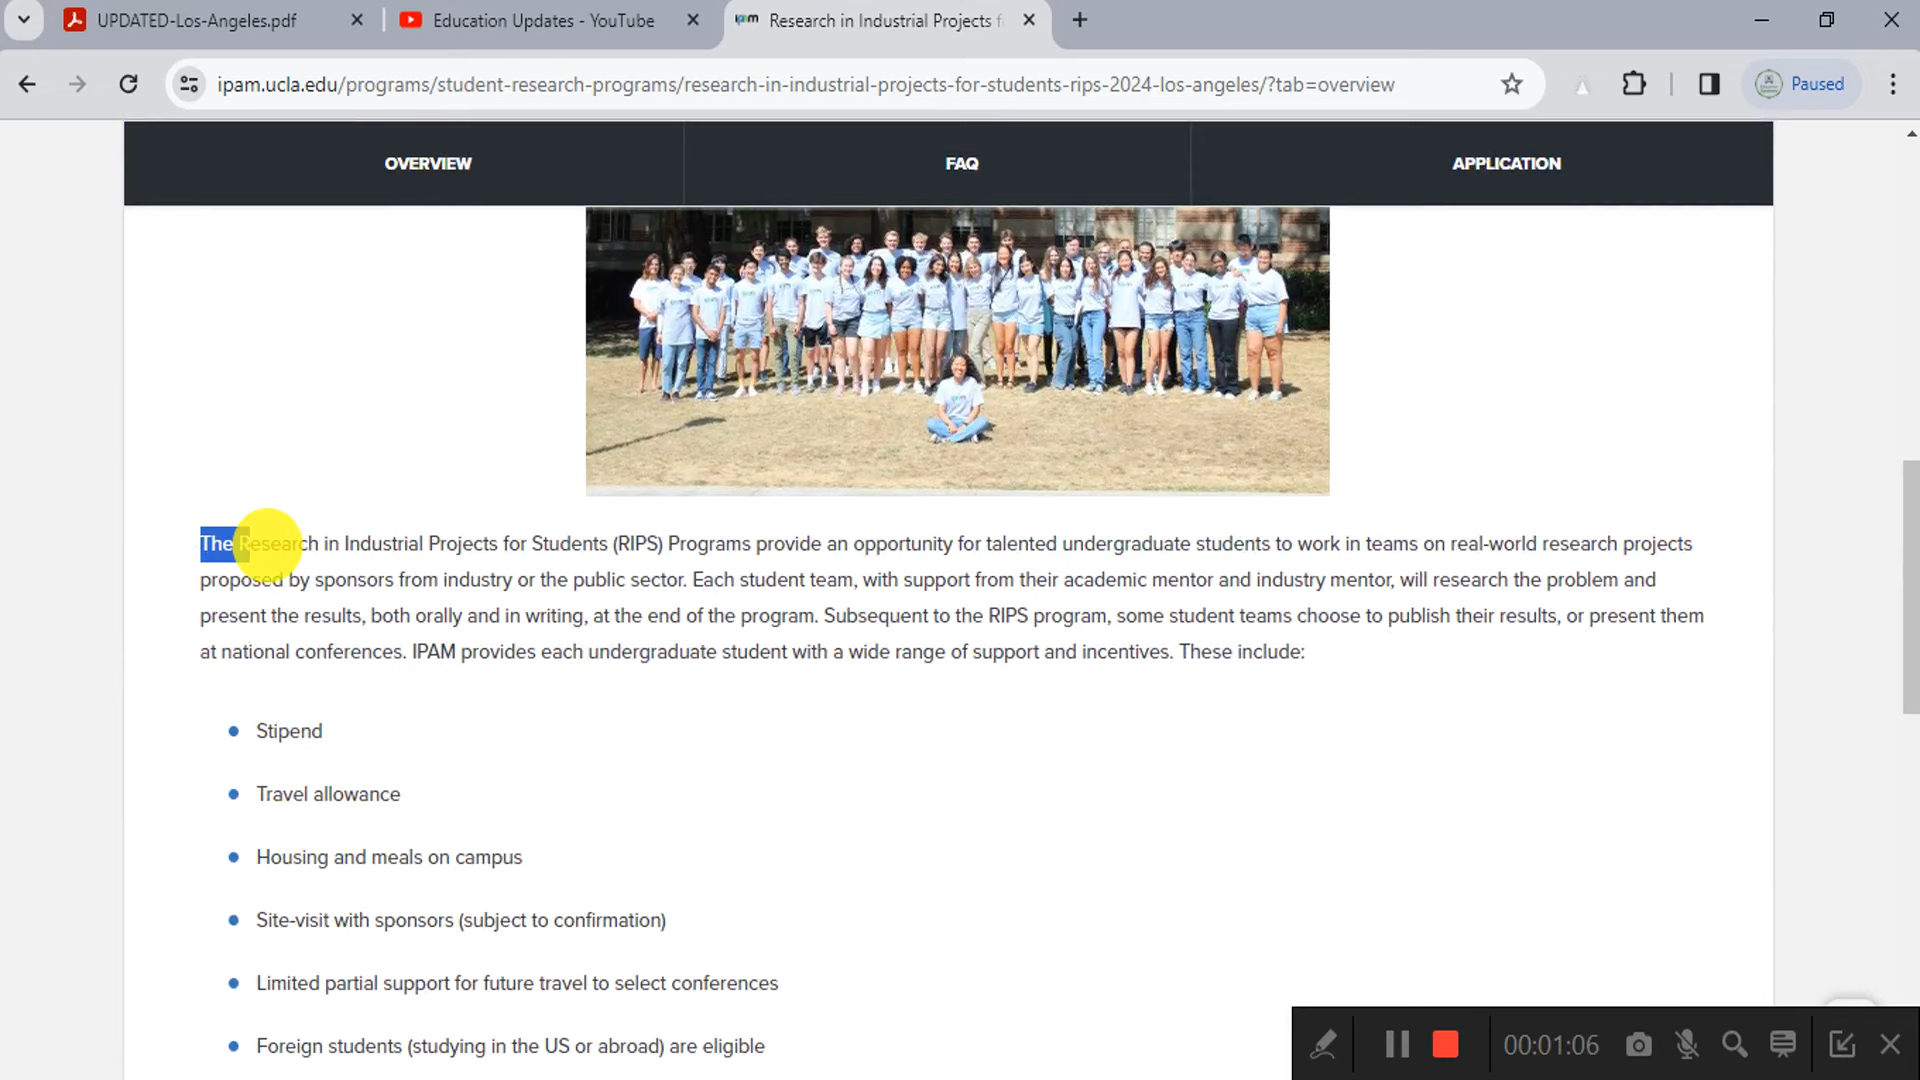 UPDATED-Los-Angeles.pdf
Education Updates - YouTube
ipam
Research in Industrial Projects f
ipam.ucla.edu/programs/student-research-programs/research-in-industrial-projects-for-students-rips-2024-los-angeles/?tab=overview
Paused
OVERVIEW
FAQ
APPLICATION
The Research in Industrial Projects for Students (RIPS) Programs provide an opportunity for talented undergraduate students to work in teams on real-world research projects
proposed by sponsors from industry or the public sector. Each student team, with support from their academic mentor and industry mentor, will research the problem and
present the results, both orally and in writing, at the end of the program. Subsequent to the RIPS program, some student teams choose to publish their results, or present them
at national conferences. IPAM provides each undergraduate student with a wide range of support and incentives. These include:
Stipend
Travel allowance
Housing and meals on campus
Site-visit with sponsors (subject to confirmation)
Limited partial support for future travel to select conferences
Foreign students (studying in the US or abroad) are eligible
00:01:06